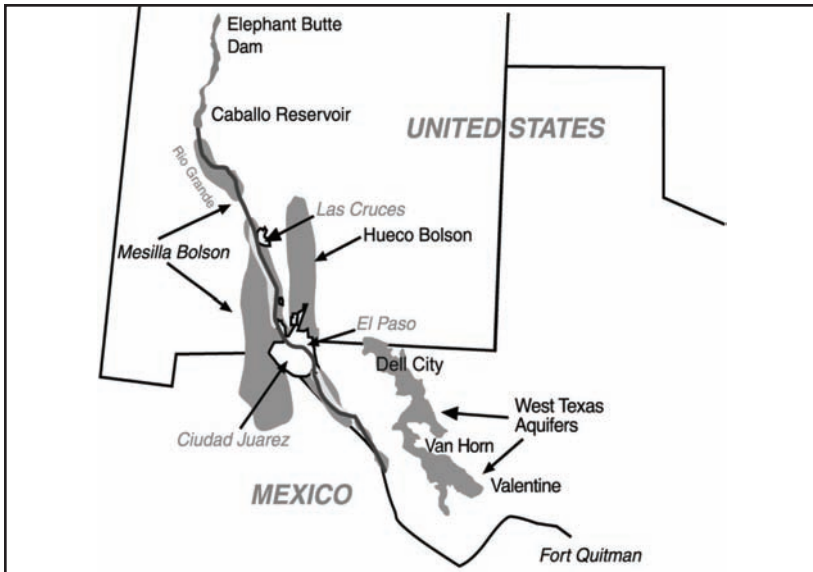 Elephant Butte
Dam
Caballo Reservoir
UNITED STATES
Rio Grande
Las Cruces
Mesilla Bolson
Hueco Bolson
El Paso
Dell City
West Texas
Aquifers
Ciudad Juarez
Van Horn
Valentine
MEXICO
Fort Quitman